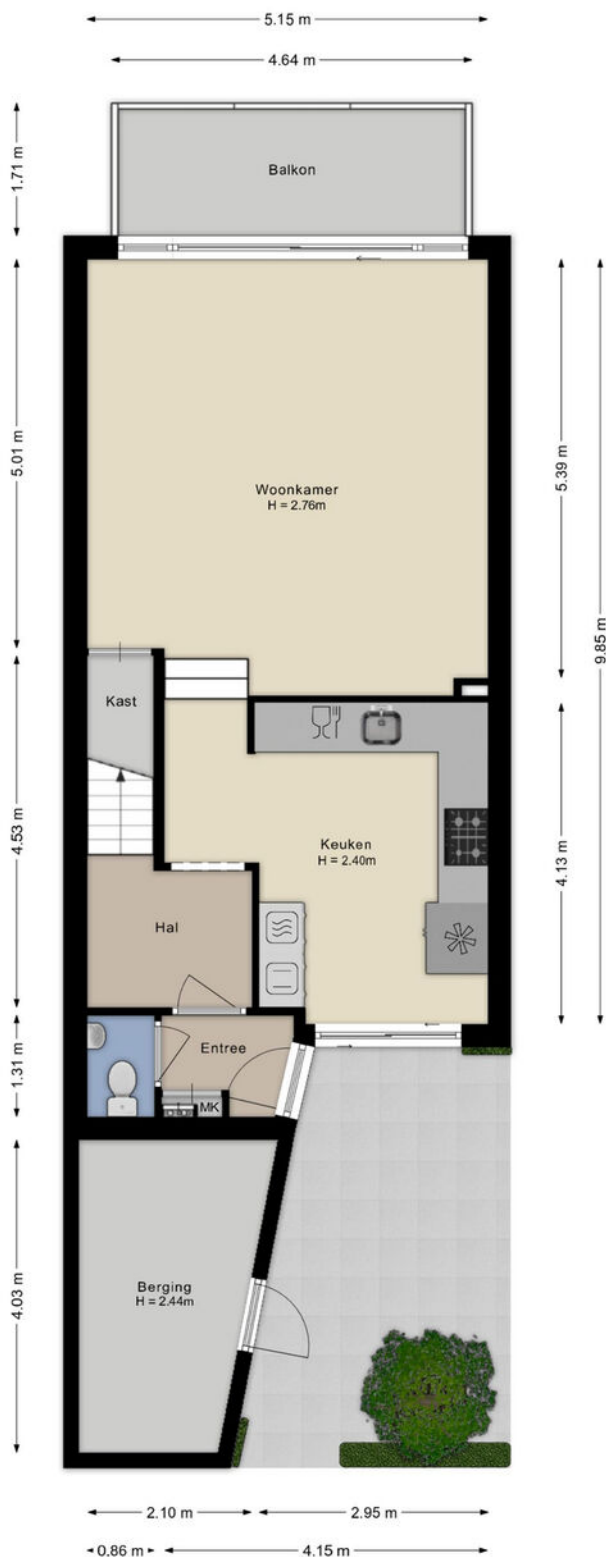 5.15 m
4.64 m
1.71 m
Balkon
5.01 m
5.39 m
Woonkamer
H = 2.76m
9.85 m
Kast
4.53 m
Keuken
H = 2.40m
4.13 m
Hal
Entree
1.31 m
MK
4.03 m
Berging
H = 2.44m
2.10 m
2.95 m
0.86 m
4.15 m